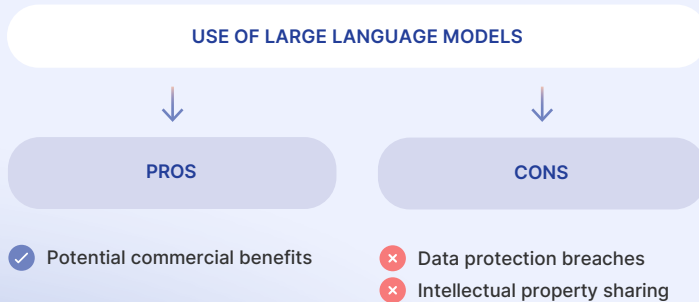 USE OF LARGE LANGUAGE MODELS
PROS
CONS
Potential commercial benefits
Data protection breaches
Intellectual property sharing